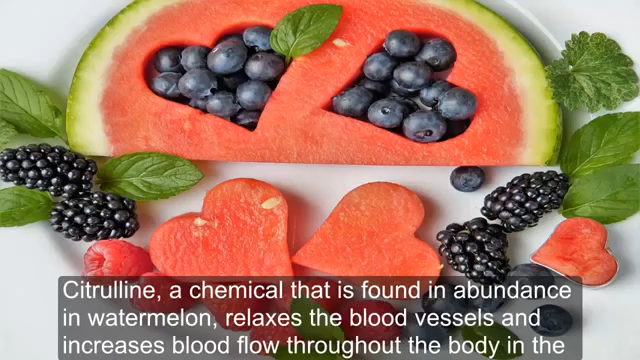 Citrulline, a chemical that is found in abundance
in watermelon, relaxes the blood vessels and
increases blood flow throughout the body in the